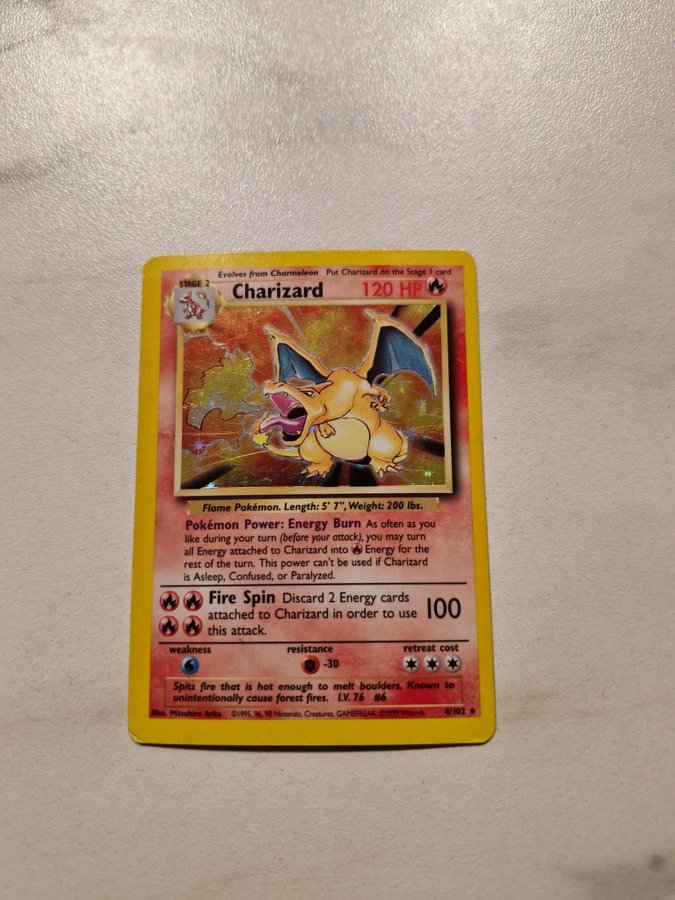 Evolves from Charmeleon Put Charizard on the Stage 1 card
STAGE 2
Charizard 120 HP
Flame Pokémon. Length: 5' 7", Weight: 200 lbs.
Pokémon Power: Energy Burn As often as you
like during your turn (before your attack), you may turn
all Energy attached to Charizard into Energy for the
rest of the turn. This power can't be used if Charizard
is Asleep, Confused, or Paralyzed.
Fire Spin Discard 2 Energy cards
attached to Charizard in order to use 100
this attack.
weakness resistance retreat cost
-30
Spits fire that is hot enough to melt boulders. Known to
unintentionally cause forest fires. LV. 76 #6
Illus. Mitsuhiro Arita ©1995, 96, 98 Nintendo, Creatures, GAMEFREAK. ©1999 Wizards. 4/102 ★